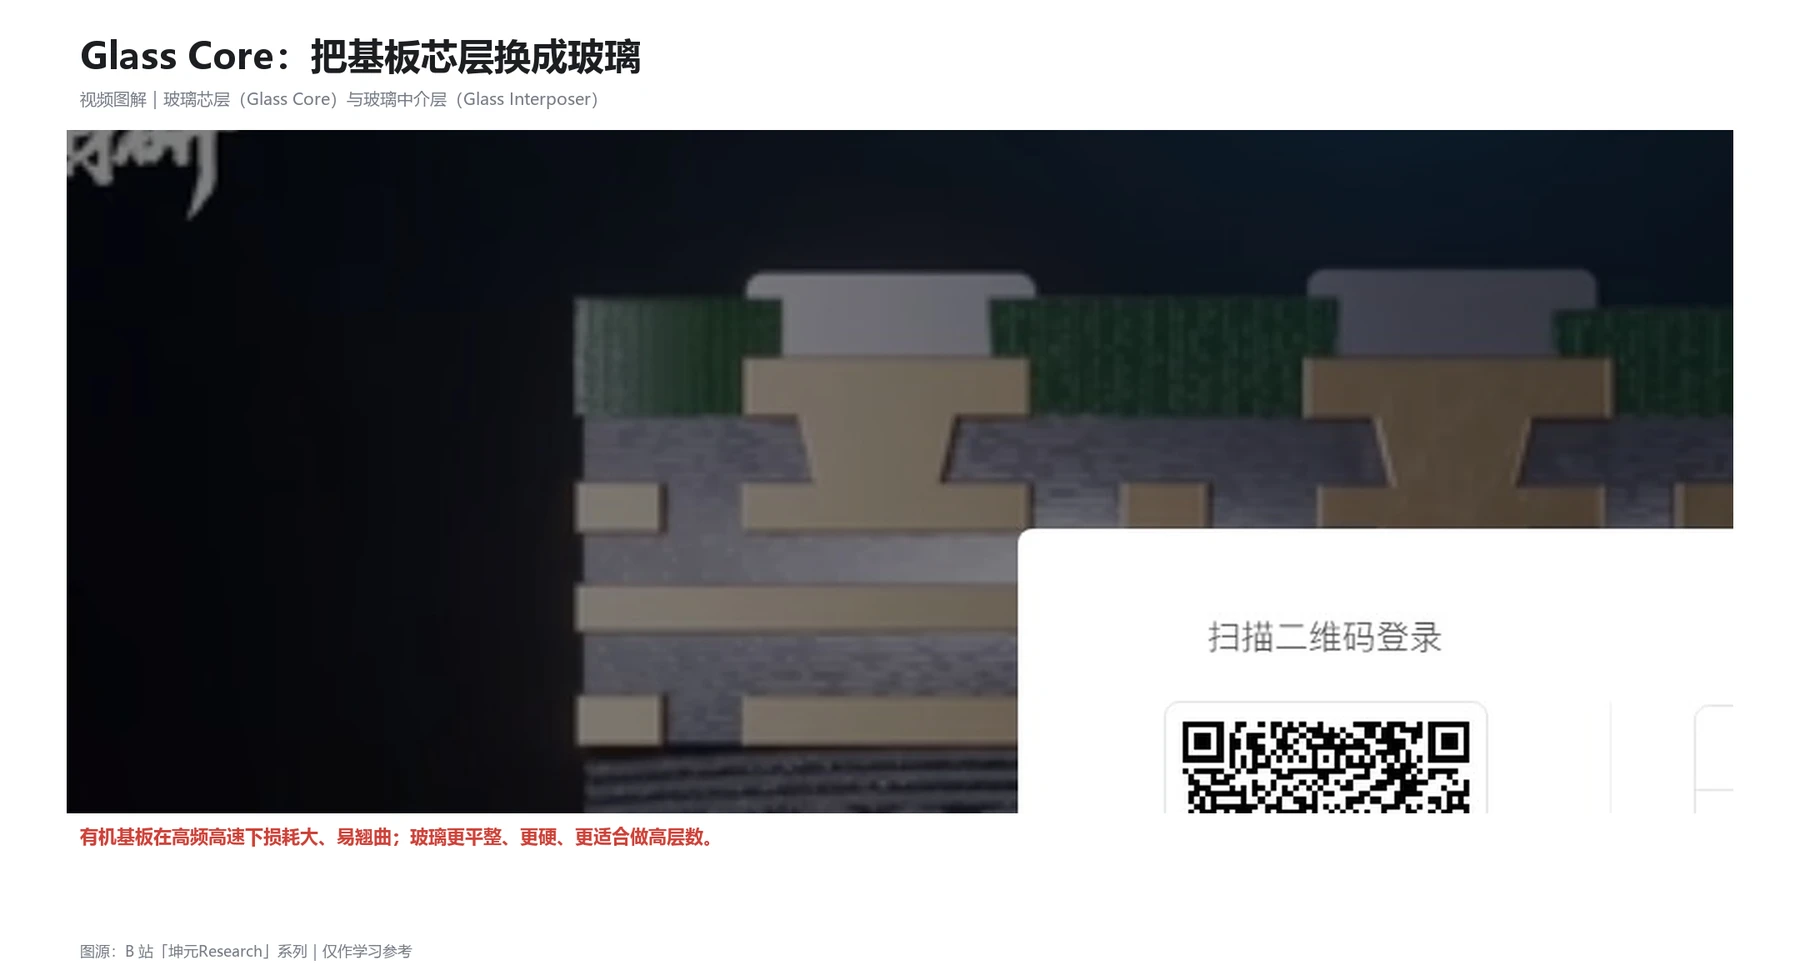 Glass Core：把基板芯层换成玻璃
视频图解｜玻璃芯层（Glass Core）与玻璃中介层（Glass Interposer）
扫描二维码登录
有机基板在高频高速下损耗大、易翘曲；玻璃更平整、更硬、更适合做高层数。
图源：B 站「坤元Research」系列｜仅作学习参考